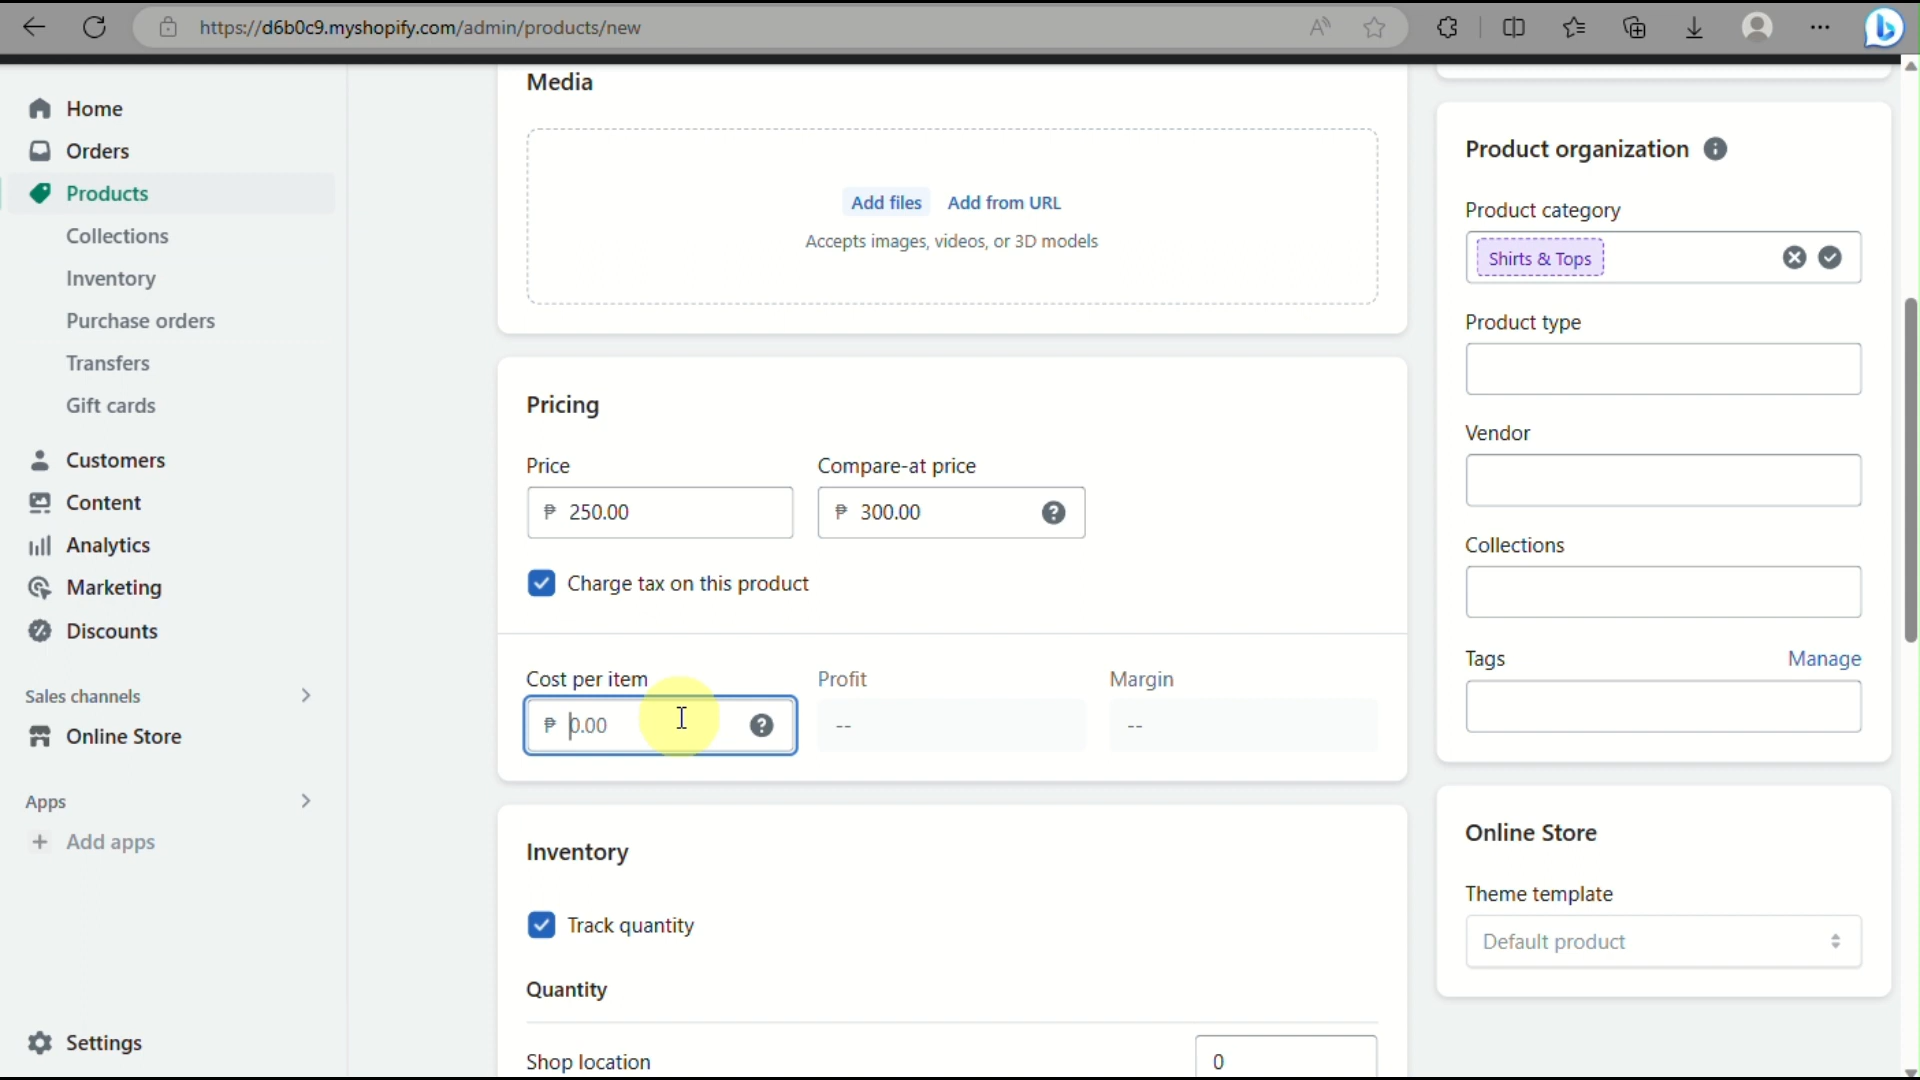 https://d6b0c9.myshopify.com/admin/products/new
Home
Orders
Products
Collections
Inventory
Purchase orders
Transfers
Gift cards
Customers
Content
Analytics
Marketing
Discounts
Sales channels
Online Store
Apps
Add apps
Settings
Media
Add files Add from URL
Accepts images, videos, or 3D models
Pricing
Price Compare-at price
₱ 250.00 ₱ 300.00
Charge tax on this product
Cost per item Profit Margin
₱ 0.00 -- --
Inventory
Track quantity
Quantity
Shop location 0
Product organization
Product category
Shirts & Tops
Product type
Vendor
Collections
Tags Manage
Online Store
Theme template
Default product